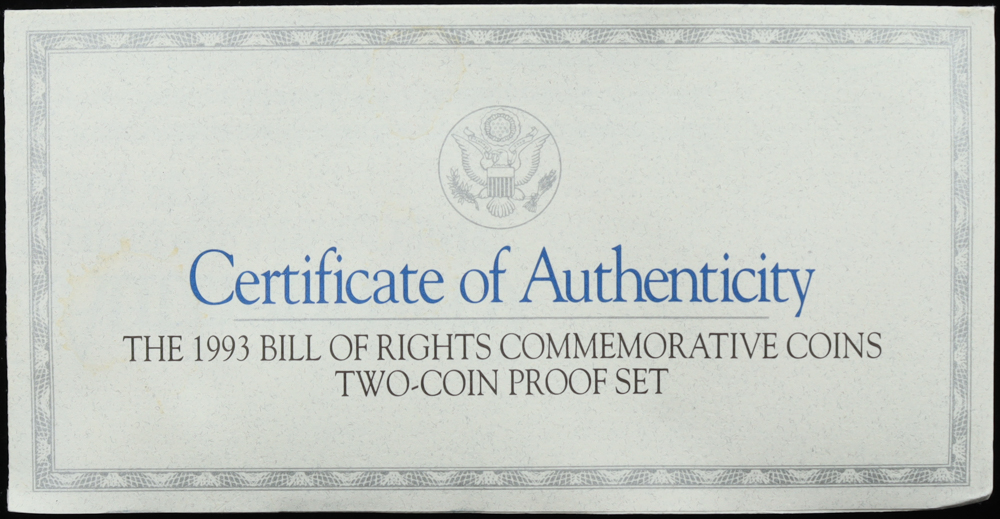 Certificate of Authenticity
THE 1993 BILL OF RIGHTS COMMEMORATIVE COINS
TWO-COIN PROOF SET